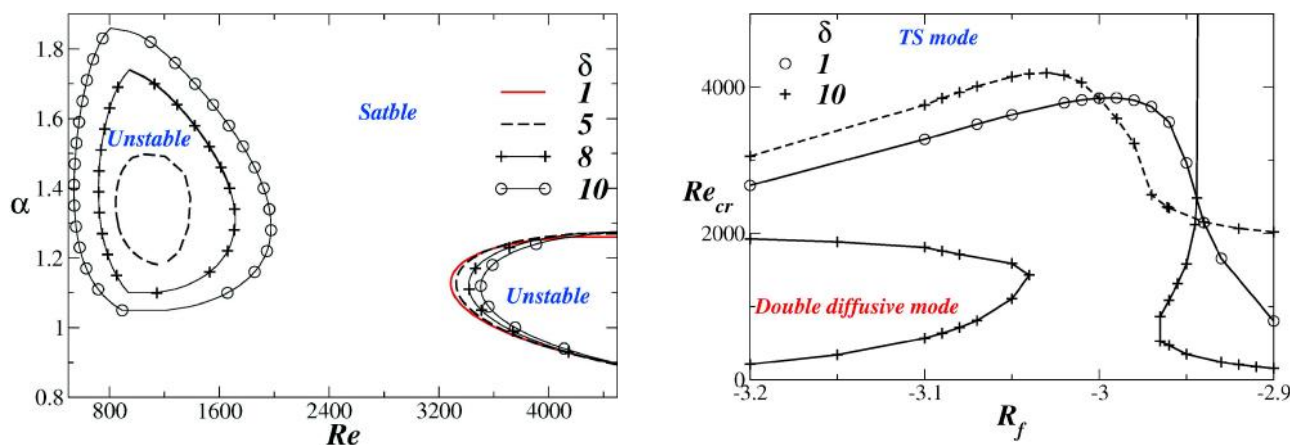 1.8
1.6
1.4
1.2
1
0.8
α
800 1600 2400 3200 4000
Re
Unstable
Satble
Unstable
δ
1
5
8
10
TS mode
δ
1
10
4000
2000
0
Re_cr
Double diffusive mode
-3.2 -3.1 -3 -2.9
R_f